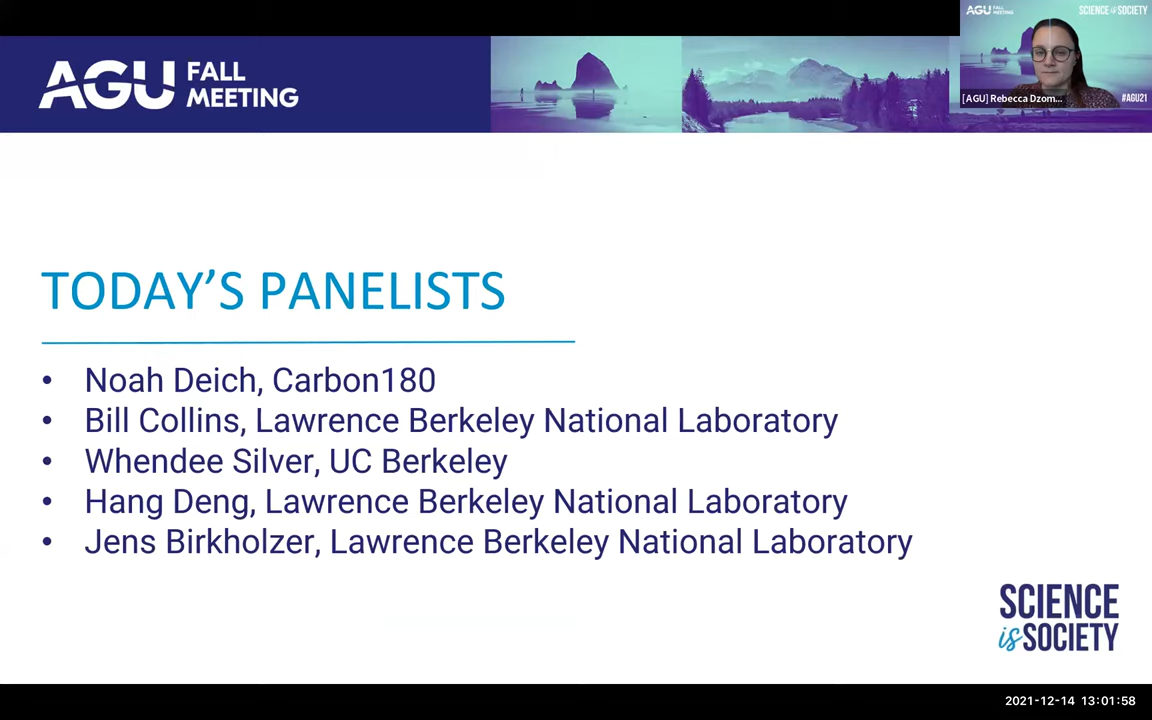 AGU FALL MEETING
AGU FALL MEETING
SCIENCE is SOCIETY
[AGU] Rebecca Dzom...
#AGU21
TODAY'S PANELISTS
• Noah Deich, Carbon180
• Bill Collins, Lawrence Berkeley National Laboratory
• Whendee Silver, UC Berkeley
• Hang Deng, Lawrence Berkeley National Laboratory
• Jens Birkholzer, Lawrence Berkeley National Laboratory
SCIENCE
is SOCIETY
2021-12-14 13:01:58